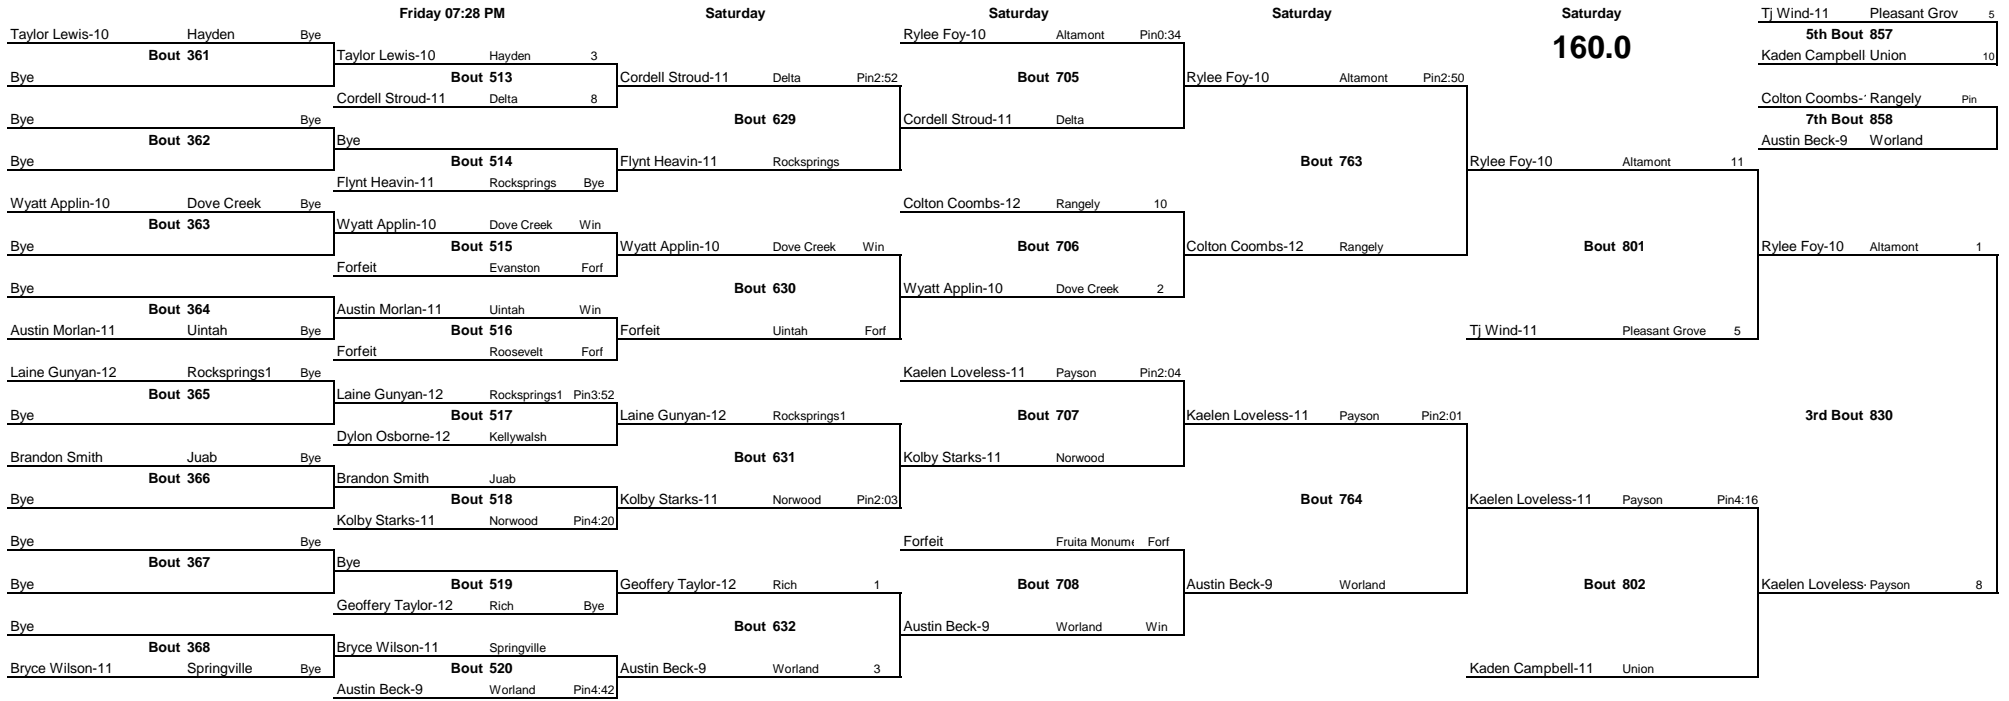 Friday 07:28 PM Saturday Saturday Saturday Saturday
160.0
Taylor Lewis-10 Hayden Bye
Bout 361
Bye
Bye Bye
Bout 362
Bye
Wyatt Applin-10 Dove Creek Bye
Bout 363
Bye
Bye
Bout 364
Austin Morlan-11 Uintah Bye
Laine Gunyan-12 Rocksprings1 Bye
Bout 365
Bye
Brandon Smith Juab Bye
Bout 366
Bye
Bye Bye
Bout 367
Bye
Bye
Bout 368
Bryce Wilson-11 Springville Bye
Taylor Lewis-10 Hayden 3
Bout 513
Cordell Stroud-11 Delta 8
Bye
Bout 514
Flynt Heavin-11 Rocksprings Bye
Wyatt Applin-10 Dove Creek Win
Bout 515
Forfeit Evanston Forf
Austin Morlan-11 Uintah Win
Bout 516
Forfeit Roosevelt Forf
Laine Gunyan-12 Rocksprings1 Pin3:52
Bout 517
Dylon Osborne-12 Kellywalsh
Brandon Smith Juab
Bout 518
Kolby Starks-11 Norwood Pin4:20
Bye
Bout 519
Geoffery Taylor-12 Rich Bye
Bryce Wilson-11 Springville
Bout 520
Austin Beck-9 Worland Pin4:42
Cordell Stroud-11 Delta Pin2:52
Bout 629
Flynt Heavin-11 Rocksprings
Wyatt Applin-10 Dove Creek Win
Bout 630
Forfeit Uintah Forf
Laine Gunyan-12 Rocksprings1
Bout 631
Kolby Starks-11 Norwood Pin2:03
Geoffery Taylor-12 Rich 1
Bout 632
Austin Beck-9 Worland 3
Rylee Foy-10 Altamont Pin0:34
Bout 705
Cordell Stroud-11 Delta
Colton Coombs-12 Rangely 10
Bout 706
Wyatt Applin-10 Dove Creek 2
Kaelen Loveless-11 Payson Pin2:04
Bout 707
Kolby Starks-11 Norwood
Forfeit Fruita Monume Forf
Bout 708
Austin Beck-9 Worland Win
Rylee Foy-10 Altamont Pin2:50
Bout 763
Colton Coombs-12 Rangely
Kaelen Loveless-11 Payson Pin2:01
Bout 764
Austin Beck-9 Worland
Rylee Foy-10 Altamont 11
Bout 801
Tj Wind-11 Pleasant Grove 5
Kaelen Loveless-11 Payson Pin4:16
Bout 802
Kaden Campbell-11 Union
Tj Wind-11 Pleasant Grov 5
5th Bout 857
Kaden Campbell Union 10
Colton Coombs- Rangely Pin
7th Bout 858
Austin Beck-9 Worland
Rylee Foy-10 Altamont 1
3rd Bout 830
Kaelen Loveless- Payson 8